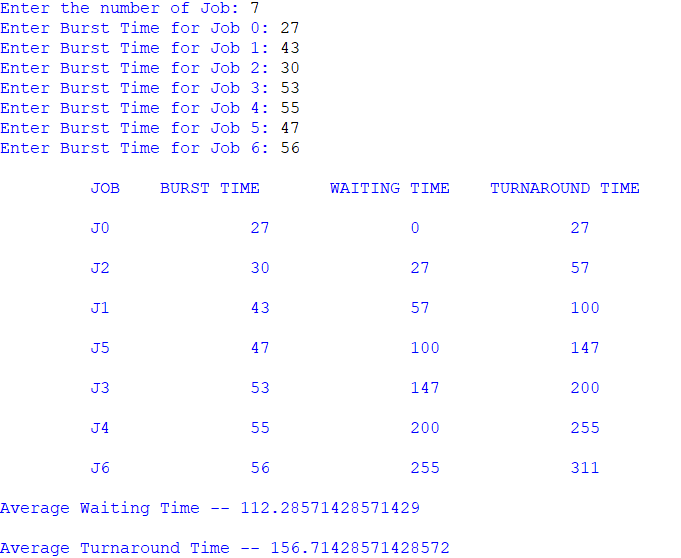 Enter the number of Job: 7
Enter Burst Time for Job 0: 27
Enter Burst Time for Job 1: 43
Enter Burst Time for Job 2: 30
Enter Burst Time for Job 3: 53
Enter Burst Time for Job 4: 55
Enter Burst Time for Job 5: 47
Enter Burst Time for Job 6: 56
JOB BURST TIME WAITING TIME TURNAROUND TIME
J0 27 0 27
J2 30 27 57
J1 43 57 100
J5 47 100 147
J3 53 147 200
J4 55 200 255
J6 56 255 311
Average Waiting Time -- 112.28571428571429
Average Turnaround Time -- 156.71428571428572